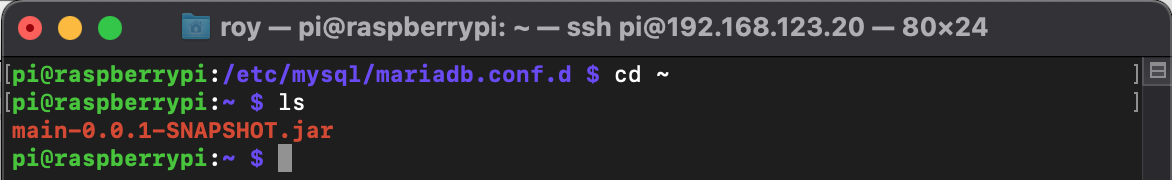 roy — pi@raspberrypi: ~ — ssh pi@192.168.123.20 — 80×24
[pi@raspberrypi:/etc/mysql/mariadb.conf.d $ cd ~ ]
[pi@raspberrypi:~ $ ls ]
main-0.0.1-SNAPSHOT.jar
pi@raspberrypi:~ $